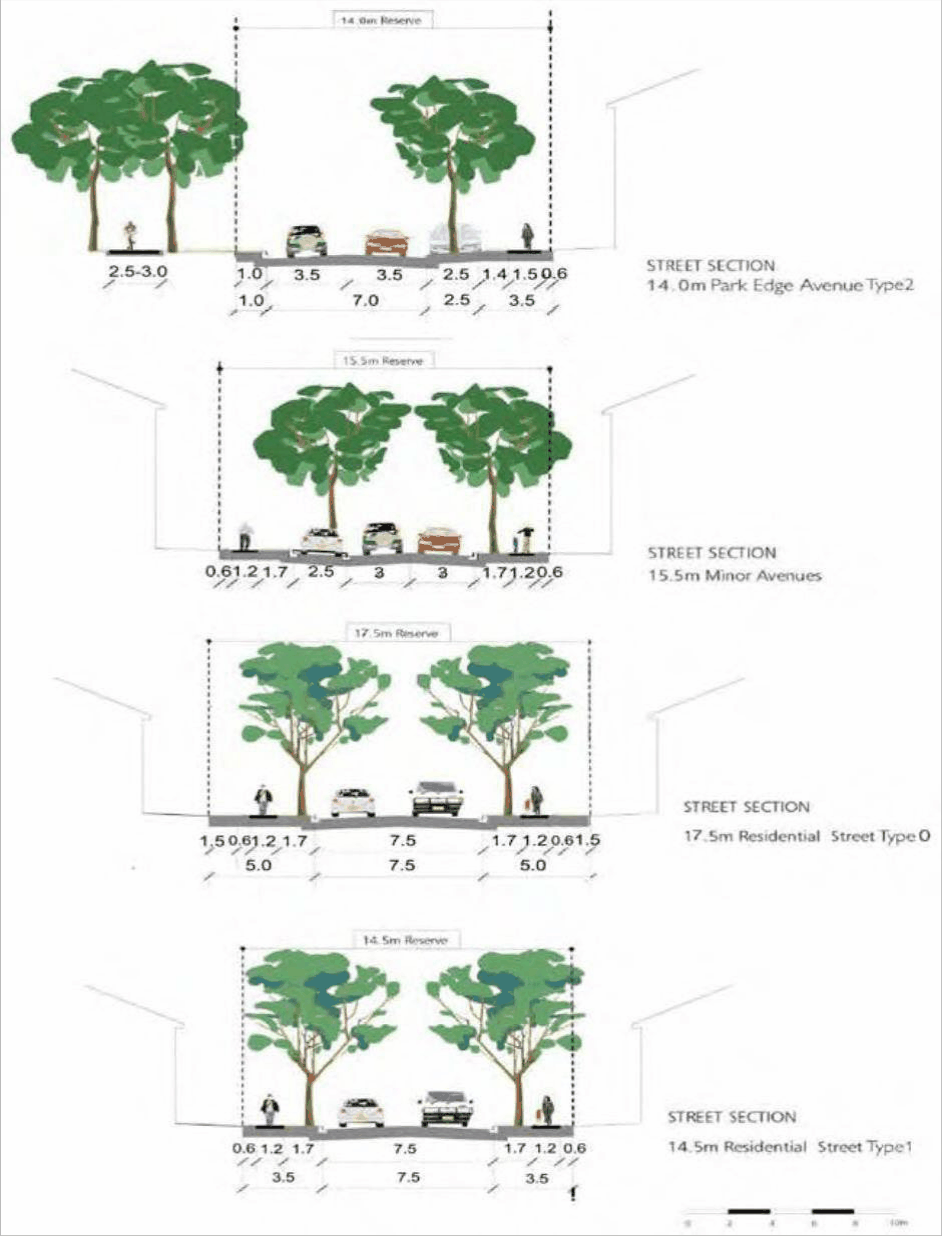 14.0m Reserve
2.5-3.0
1.0 3.5 3.5 2.5 1.4 1.5 0.6
1.0 7.0 2.5 3.5
STREET SECTION
14.0m Park Edge Avenue Type2
15.5m Reserve
0.6 1.2 1.7 2.5 3 3 1.7 1.2 0.6
STREET SECTION
15.5m Minor Avenues
17.5m Reserve
1.5 0.6 1.2 1.7 7.5 1.7 1.2 0.6 1.5
5.0 7.5 5.0
STREET SECTION
17.5m Residential Street Type 0
14.5m Reserve
0.6 1.2 1.7 7.5 1.7 1.2 0.6
3.5 7.5 3.5
STREET SECTION
14.5m Residential Street Type1
0 2 4 6 8 10m